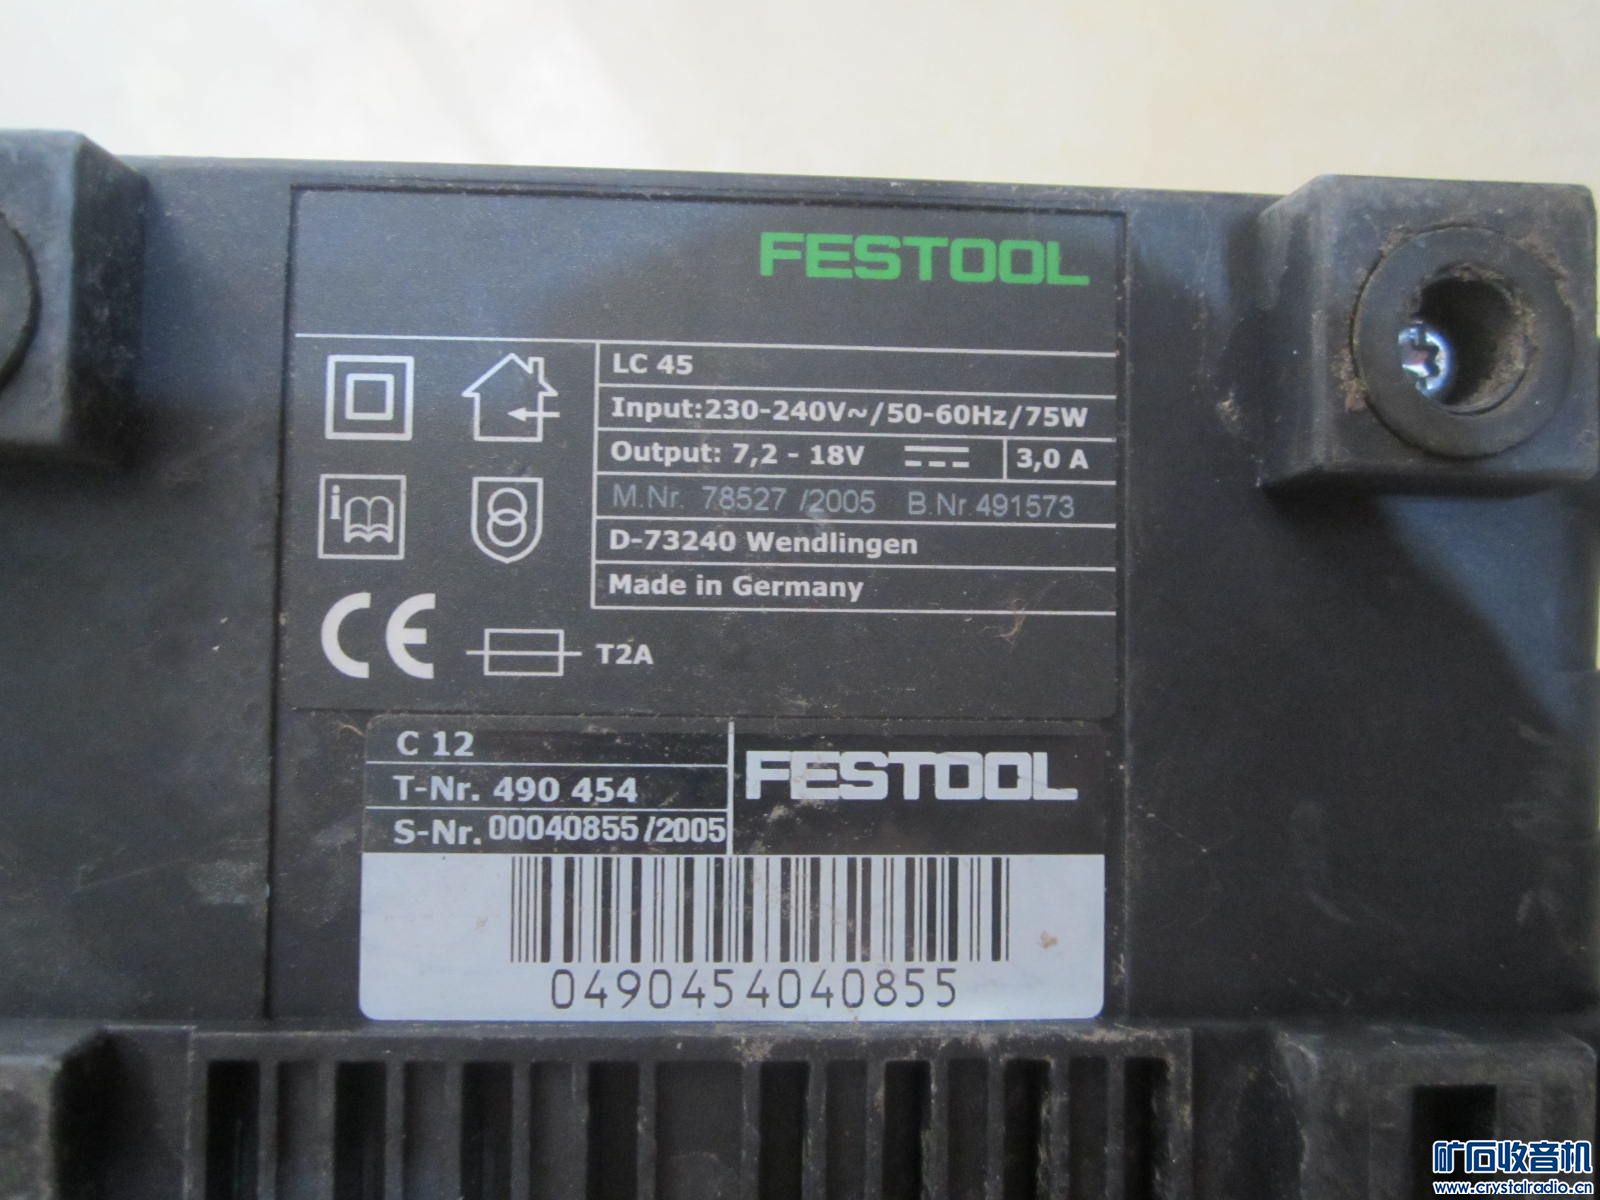 FESTOOL
LC 45
Input:230-240V~/50-60Hz/75W
Output: 7,2 - 18V 3,0 A
M.Nr. 78527 /2005 B.Nr.491573
D-73240 Wendlingen
Made in Germany
i
CE
T2A
C 12
T-Nr. 490 454
S-Nr. 00040855/2005
FESTOOL
0490454040855
矿石收音机
www.crystalradio.cn